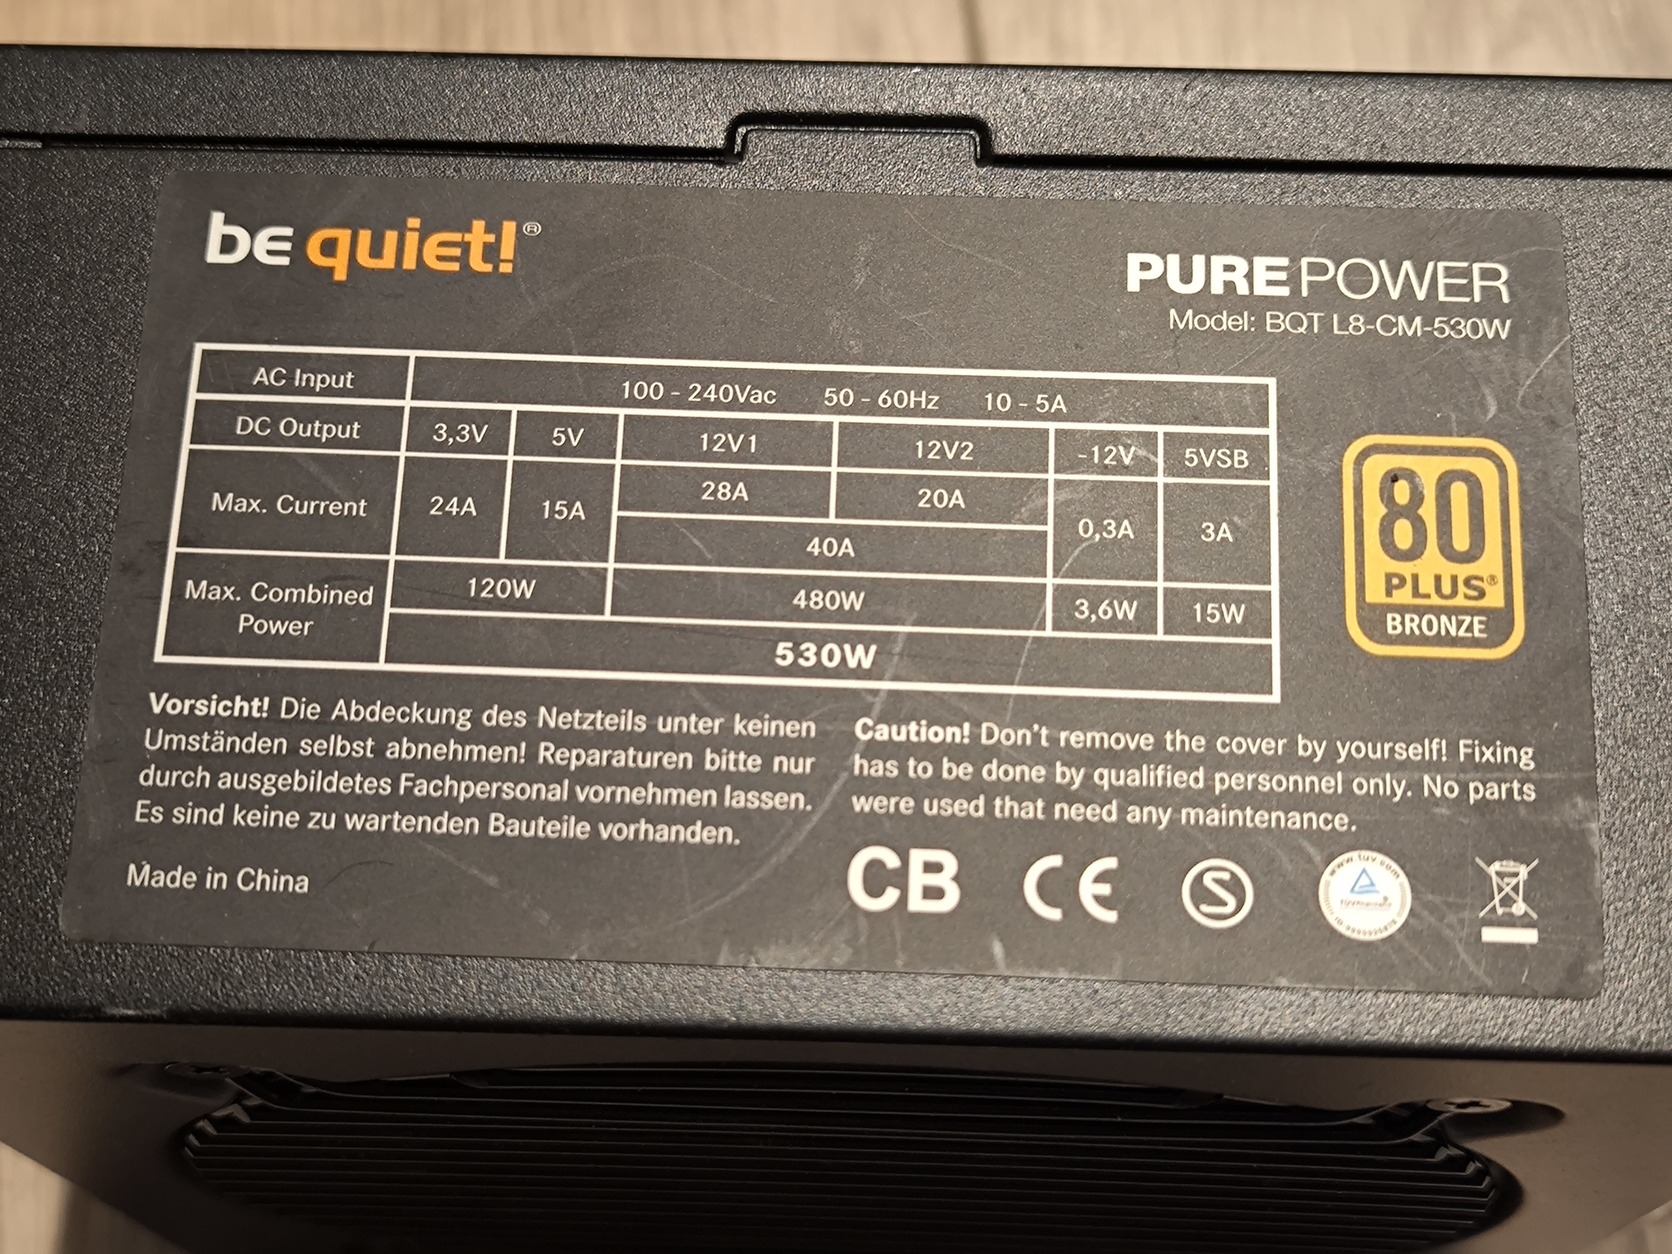 be quiet!®
PURE POWER
Model: BQT L8-CM-530W
AC Input 100 - 240Vac 50 - 60Hz 10 - 5A
DC Output 3,3V 5V 12V1 12V2 -12V 5VSB
Max. Current 24A 15A 28A 20A 0,3A 3A
40A
Max. Combined Power 120W 480W 3,6W 15W
530W
80
PLUS®
BRONZE
Vorsicht! Die Abdeckung des Netzteils unter keinen
Umständen selbst abnehmen! Reparaturen bitte nur
durch ausgebildetes Fachpersonal vornehmen lassen.
Es sind keine zu wartenden Bauteile vorhanden.
Caution! Don't remove the cover by yourself! Fixing
has to be done by qualified personnel only. No parts
were used that need any maintenance.
Made in China
CB CE S
www.tuv.com
TÜVRheinland